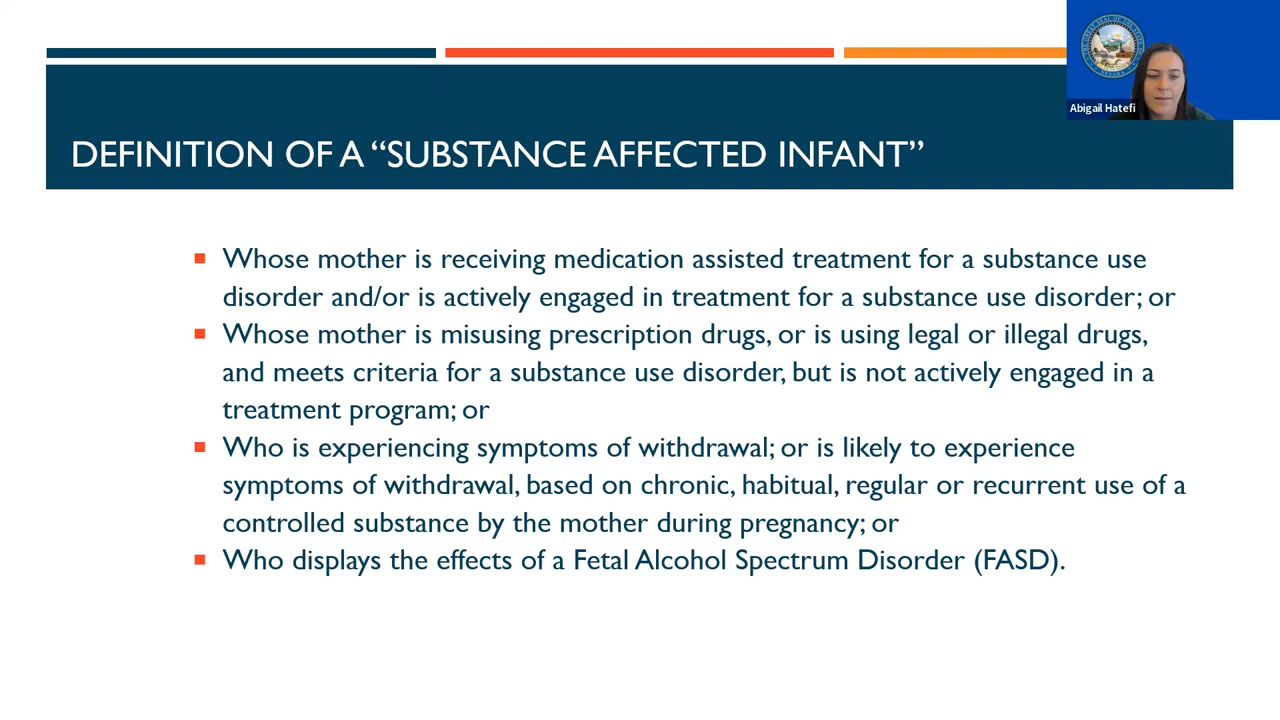 DEFINITION OF A “SUBSTANCE AFFECTED INFANT”
Abigail Hatefi
Whose mother is receiving medication assisted treatment for a substance use
disorder and/or is actively engaged in treatment for a substance use disorder; or
Whose mother is misusing prescription drugs, or is using legal or illegal drugs,
and meets criteria for a substance use disorder, but is not actively engaged in a
treatment program; or
Who is experiencing symptoms of withdrawal; or is likely to experience
symptoms of withdrawal, based on chronic, habitual, regular or recurrent use of a
controlled substance by the mother during pregnancy; or
Who displays the effects of a Fetal Alcohol Spectrum Disorder (FASD).